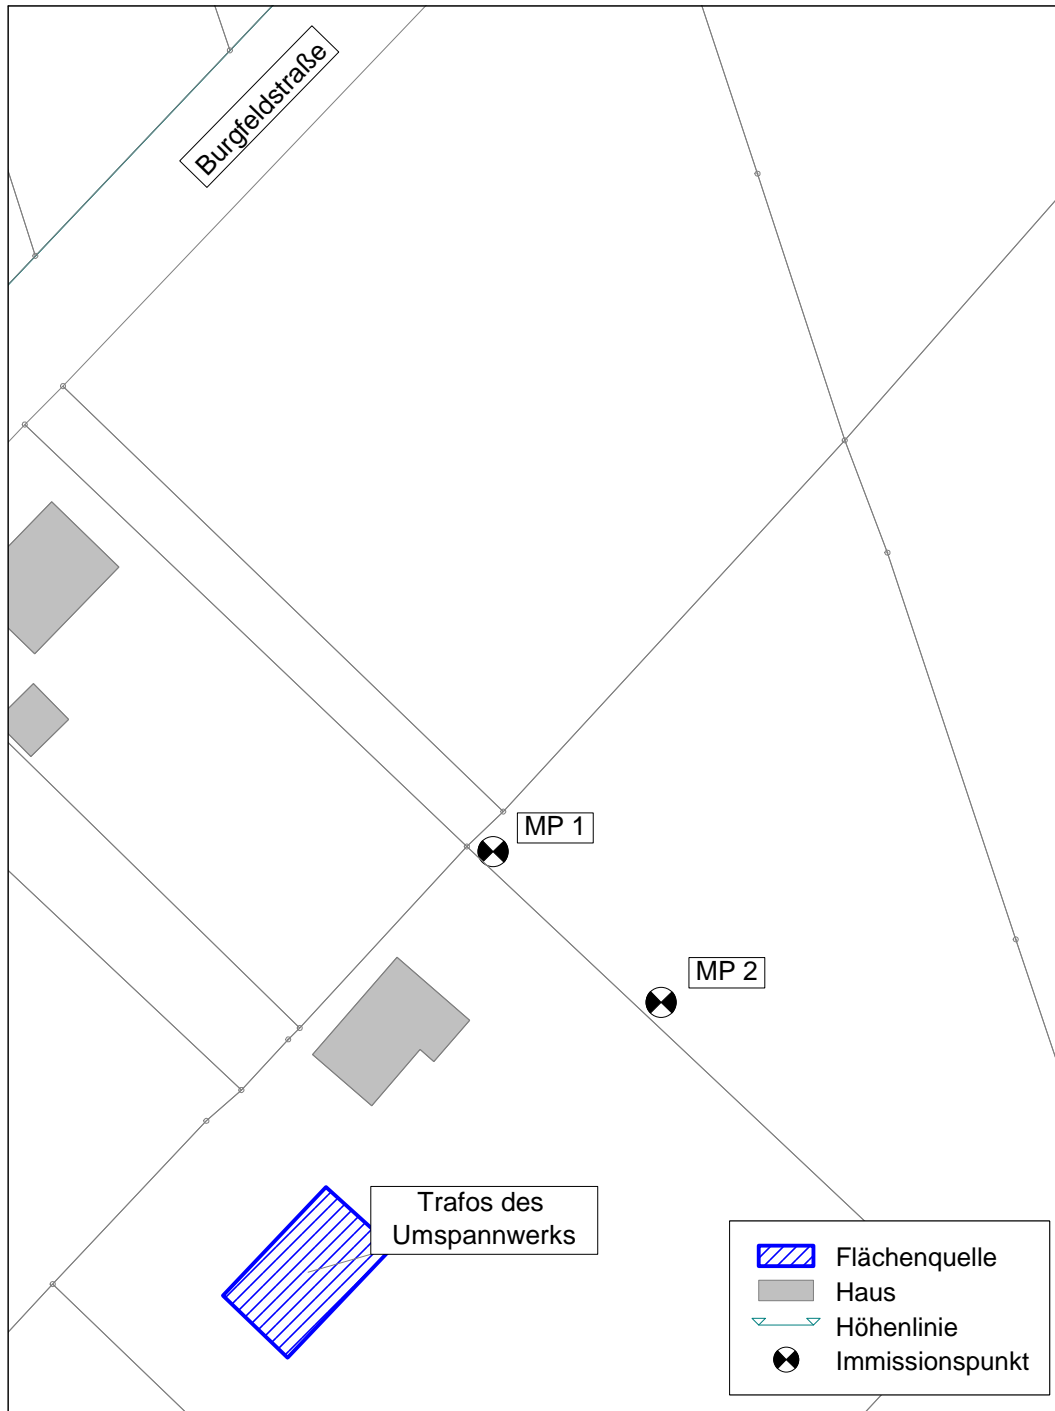 Burgfeldstraße
MP 1
MP 2
Trafos des
Umspannwerks
Flächenquelle
Haus
Höhenlinie
Immissionspunkt